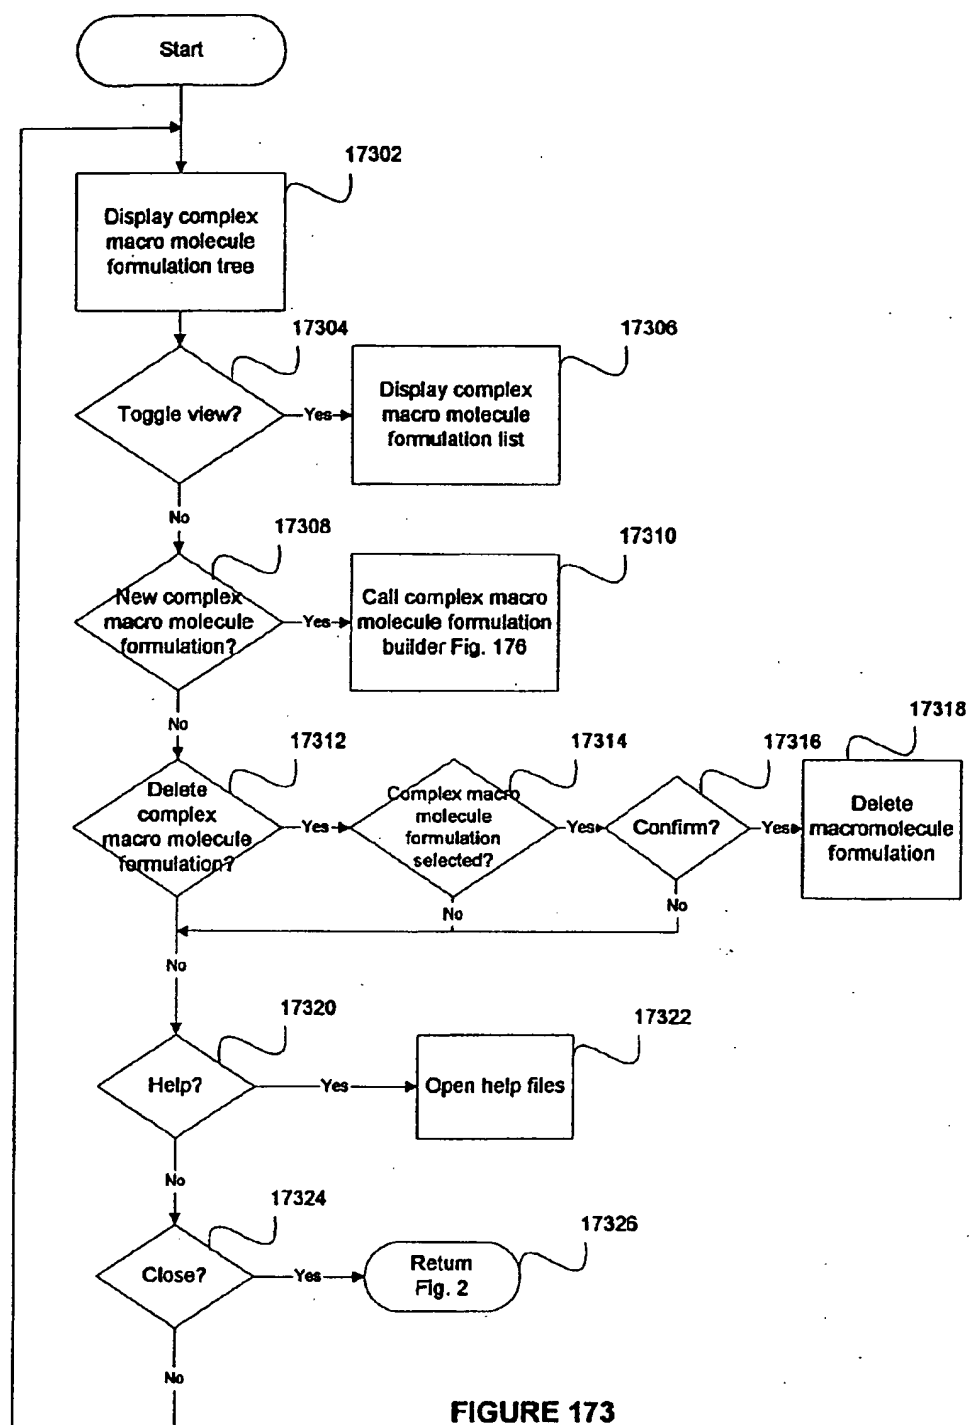 Start
17302
Display complex
macro molecule
formulation tree
17304
Toggle view?
Yes
17306
Display complex
macro molecule
formulation list
No
17308
New complex
macro molecule
formulation?
Yes
17310
Call complex macro
molecule formulation
builder Fig. 176
No
17312
Delete
complex
macro molecule
formulation?
Yes
17314
Complex macro
molecule
formulation
selected?
Yes
17316
Confirm?
Yes
17318
Delete
macromolecule
formulation
No
No
No
17320
Help?
Yes
17322
Open help files
No
17324
Close?
Yes
17326
Return
Fig. 2
No
FIGURE 173